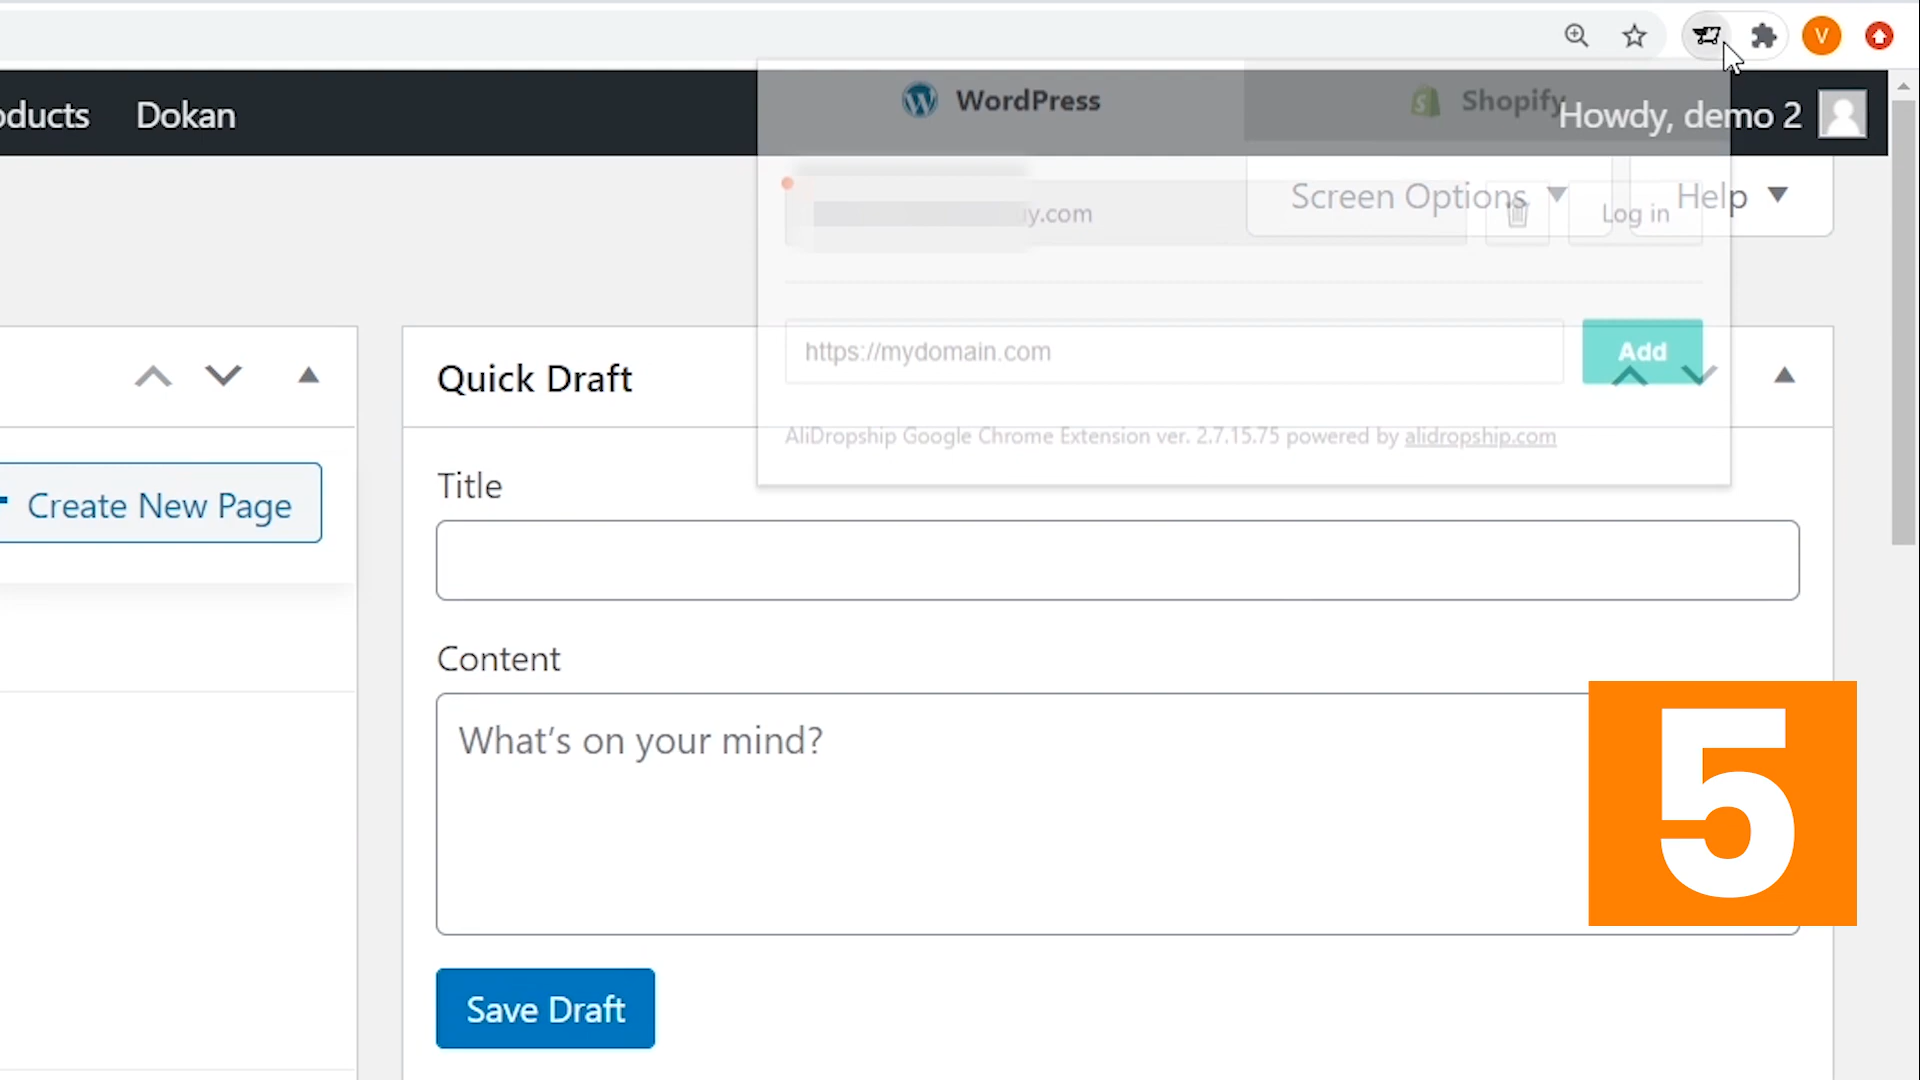 V
WordPress
Shopify
oducts
Dokan
Howdy, demo 2
Screen Options
Help
uy.com
Log in
https://mydomain.com
Add
Quick Draft
AliDropship Google Chrome Extension ver. 2.7.15.75 powered by alidropship.com
Title
Create New Page
Content
What's on your mind?
5
Save Draft